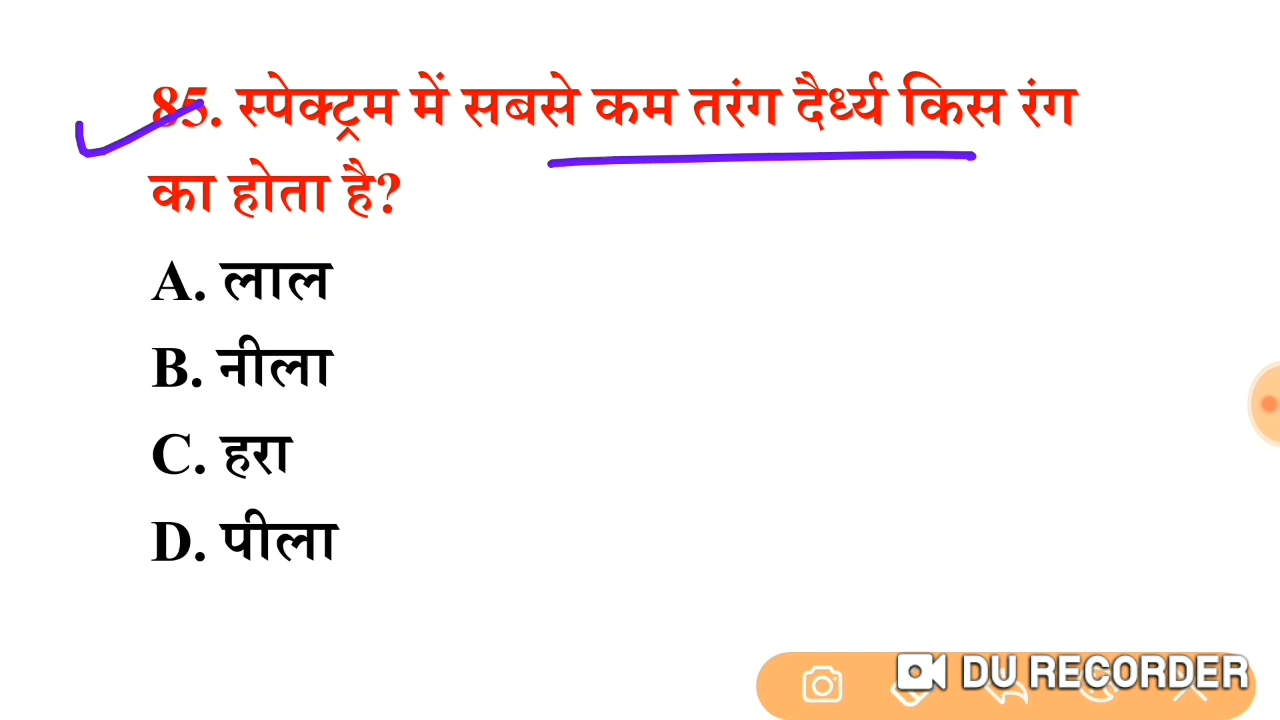 85. स्पेक्ट्रम में सबसे कम तरंग दैर्ध्य किस रंग
का होता है?
A. लाल
B. नीला
C. हरा
D. पीला
DU RECORDER